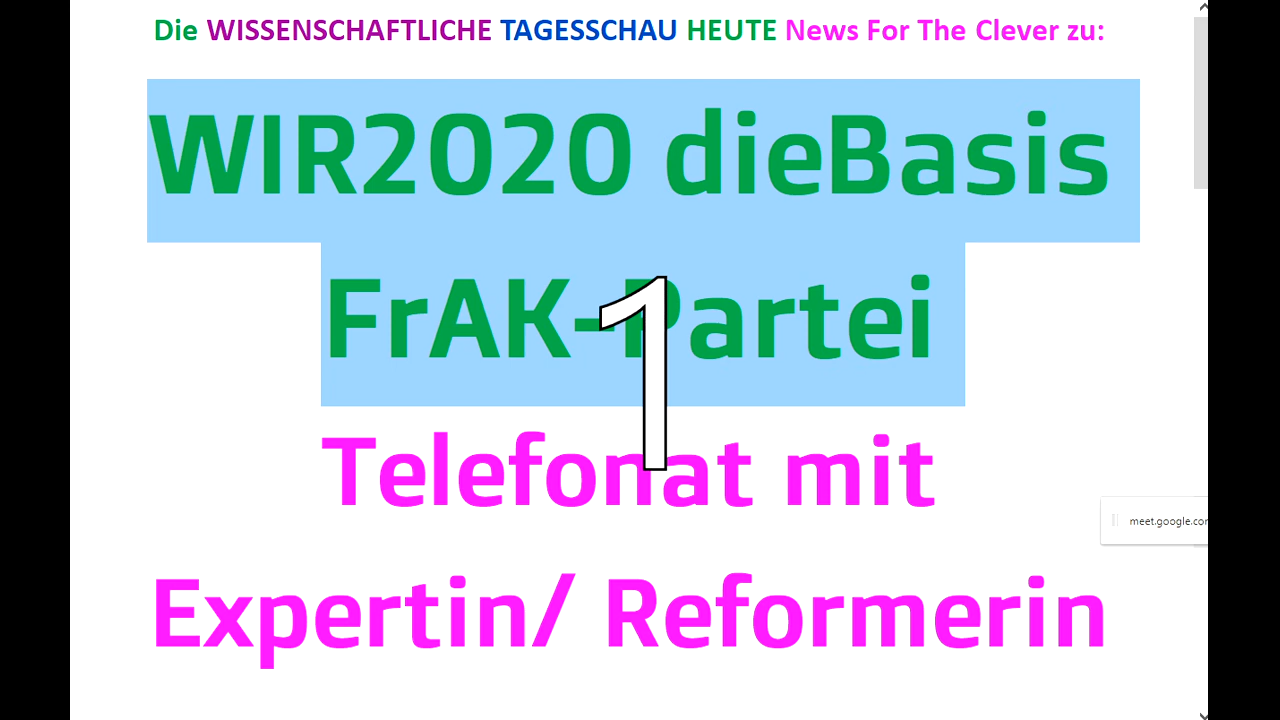 Die WISSENSCHAFTLICHE TAGESSCHAU HEUTE News For The Clever zu:
WIR2020 dieBasis
FrAK-Partei
1
Telefonat mit
meet.google.com
Expertin/ Reformerin